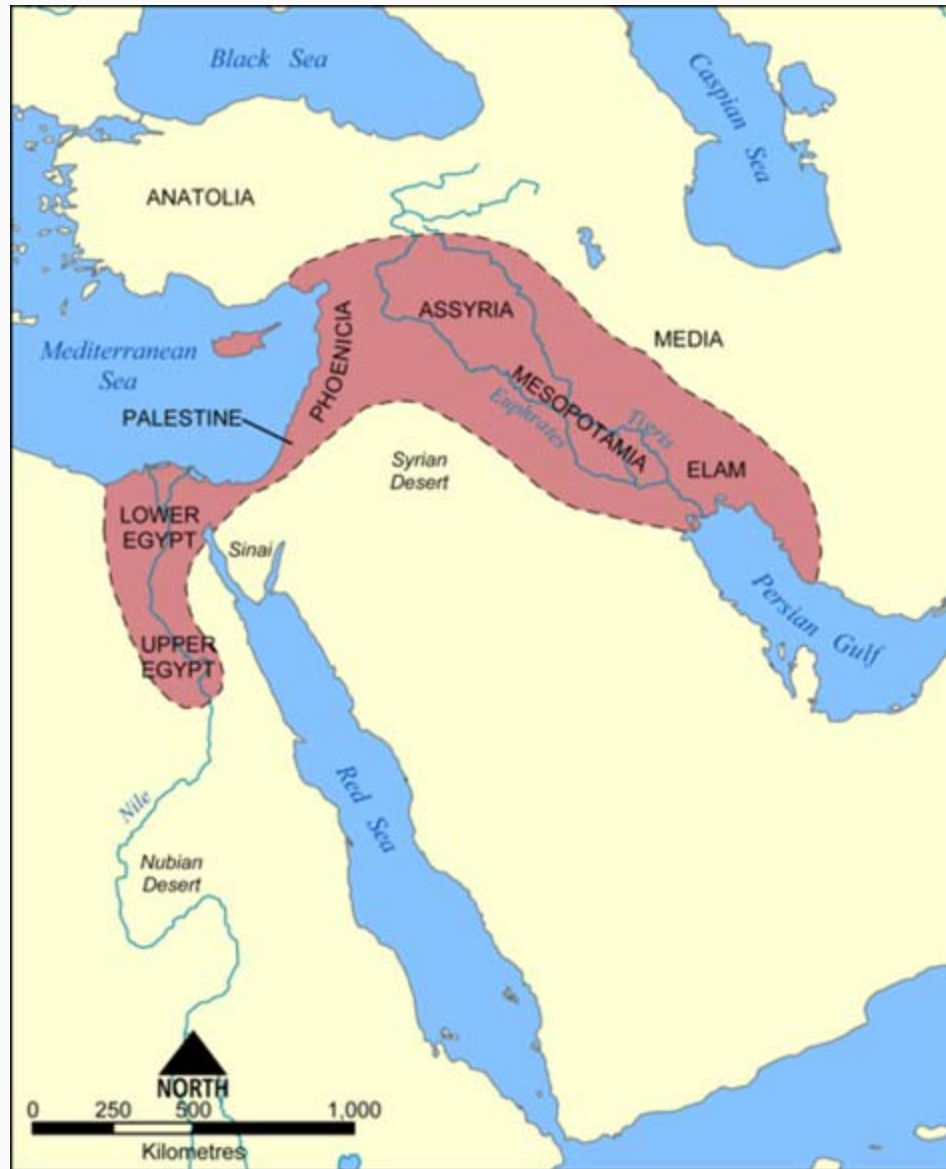 Black Sea
Caspian Sea
ANATOLIA
ASSYRIA
MEDIA
Mediterranean
Sea
PHOENICIA
MESOPOTAMIA
Euphrates
Tigris
PALESTINE
ELAM
Syrian
Desert
LOWER
EGYPT
Sinai
Persian Gulf
UPPER
EGYPT
Red Sea
Nile
Nubian
Desert
NORTH
0 250 500 1,000
Kilometres